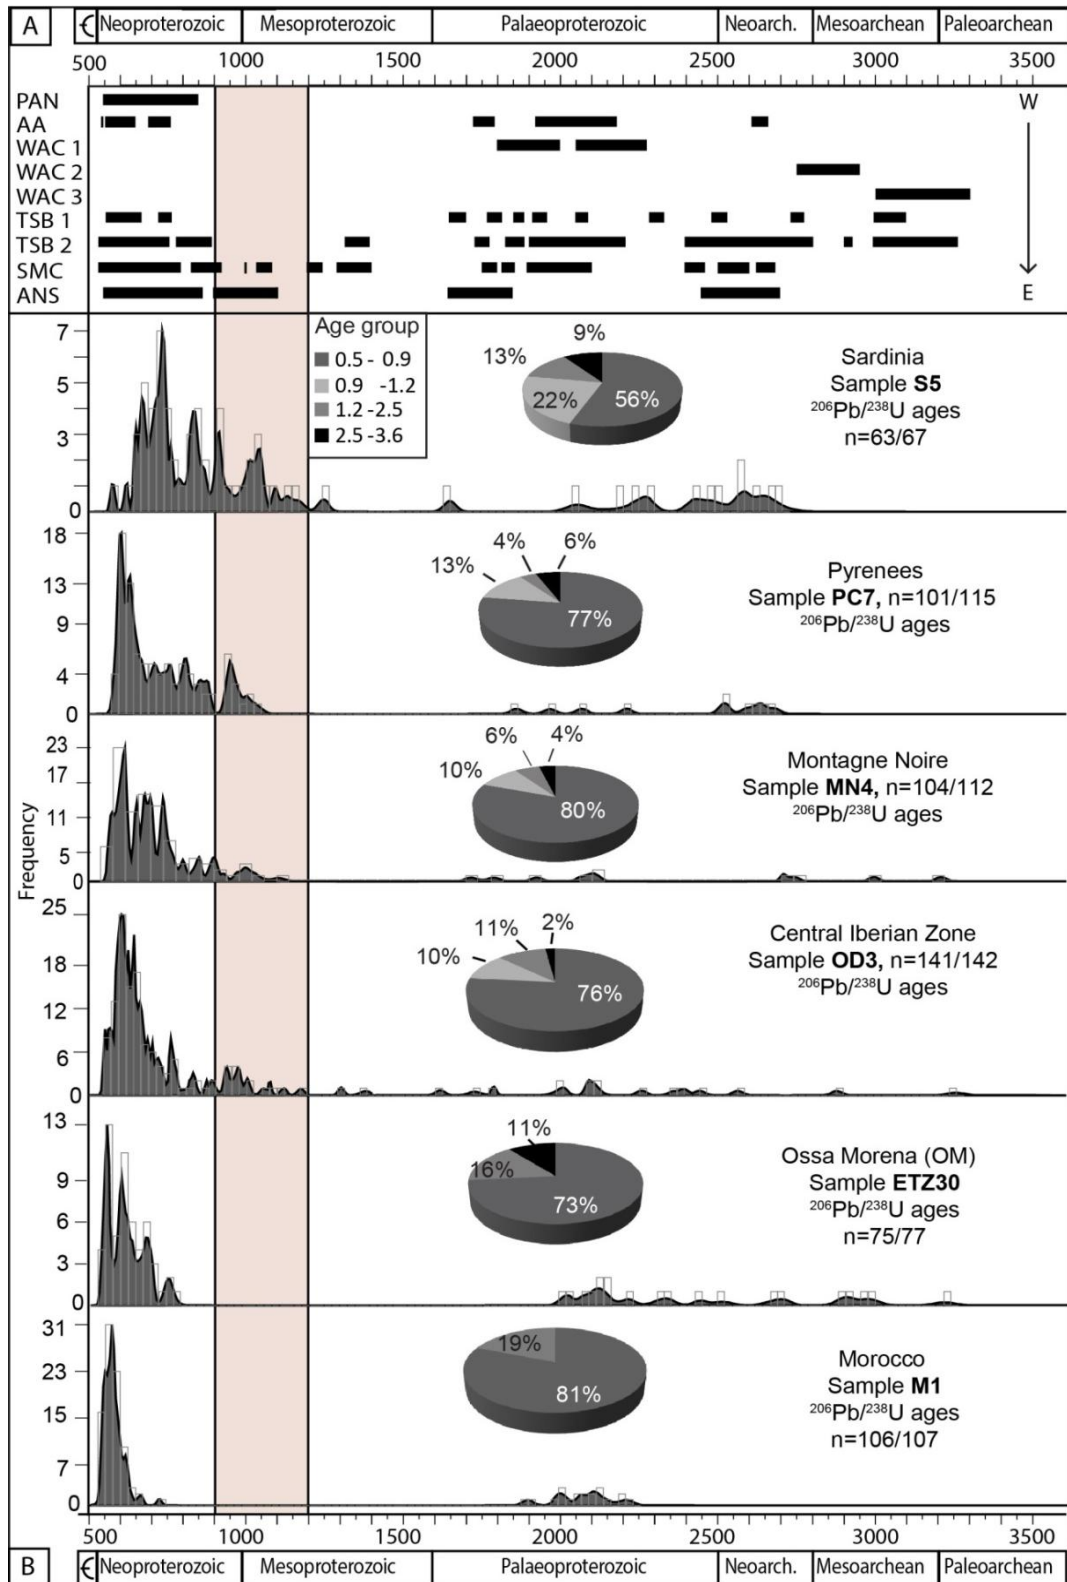 A
€ Neoproterozoic Mesoproterozoic Palaeoproterozoic Neoarch. Mesoarchean Paleoarchean
500 1000 1500 2000 2500 3000 3500
PAN W
AA
WAC 1
WAC 2
WAC 3
TSB 1
TSB 2
SMC
ANS E
Frequency
Age group
0.5 - 0.9
0.9 -1.2
1.2 -2.5
2.5 -3.6
7
5
3
0
9%
13%
22% 56%
Sardinia
Sample S5
206Pb/238U ages
n=63/67
18
13
9
4
0
4% 6%
13%
77%
Pyrenees
Sample PC7, n=101/115
206Pb/238U ages
23
17
11
5
0
6% 4%
10%
80%
Montagne Noire
Sample MN4, n=104/112
206Pb/238U ages
25
18
12
6
0
11% 2%
10%
76%
Central Iberian Zone
Sample OD3, n=141/142
206Pb/238U ages
13
9
6
3
0
11%
16%
73%
Ossa Morena (OM)
Sample ETZ30
206Pb/238U ages
n=75/77
31
23
15
7
0
19%
81%
Morocco
Sample M1
206Pb/238U ages
n=106/107
500 1000 1500 2000 2500 3000 3500
B
€ Neoproterozoic Mesoproterozoic Palaeoproterozoic Neoarch. Mesoarchean Paleoarchean